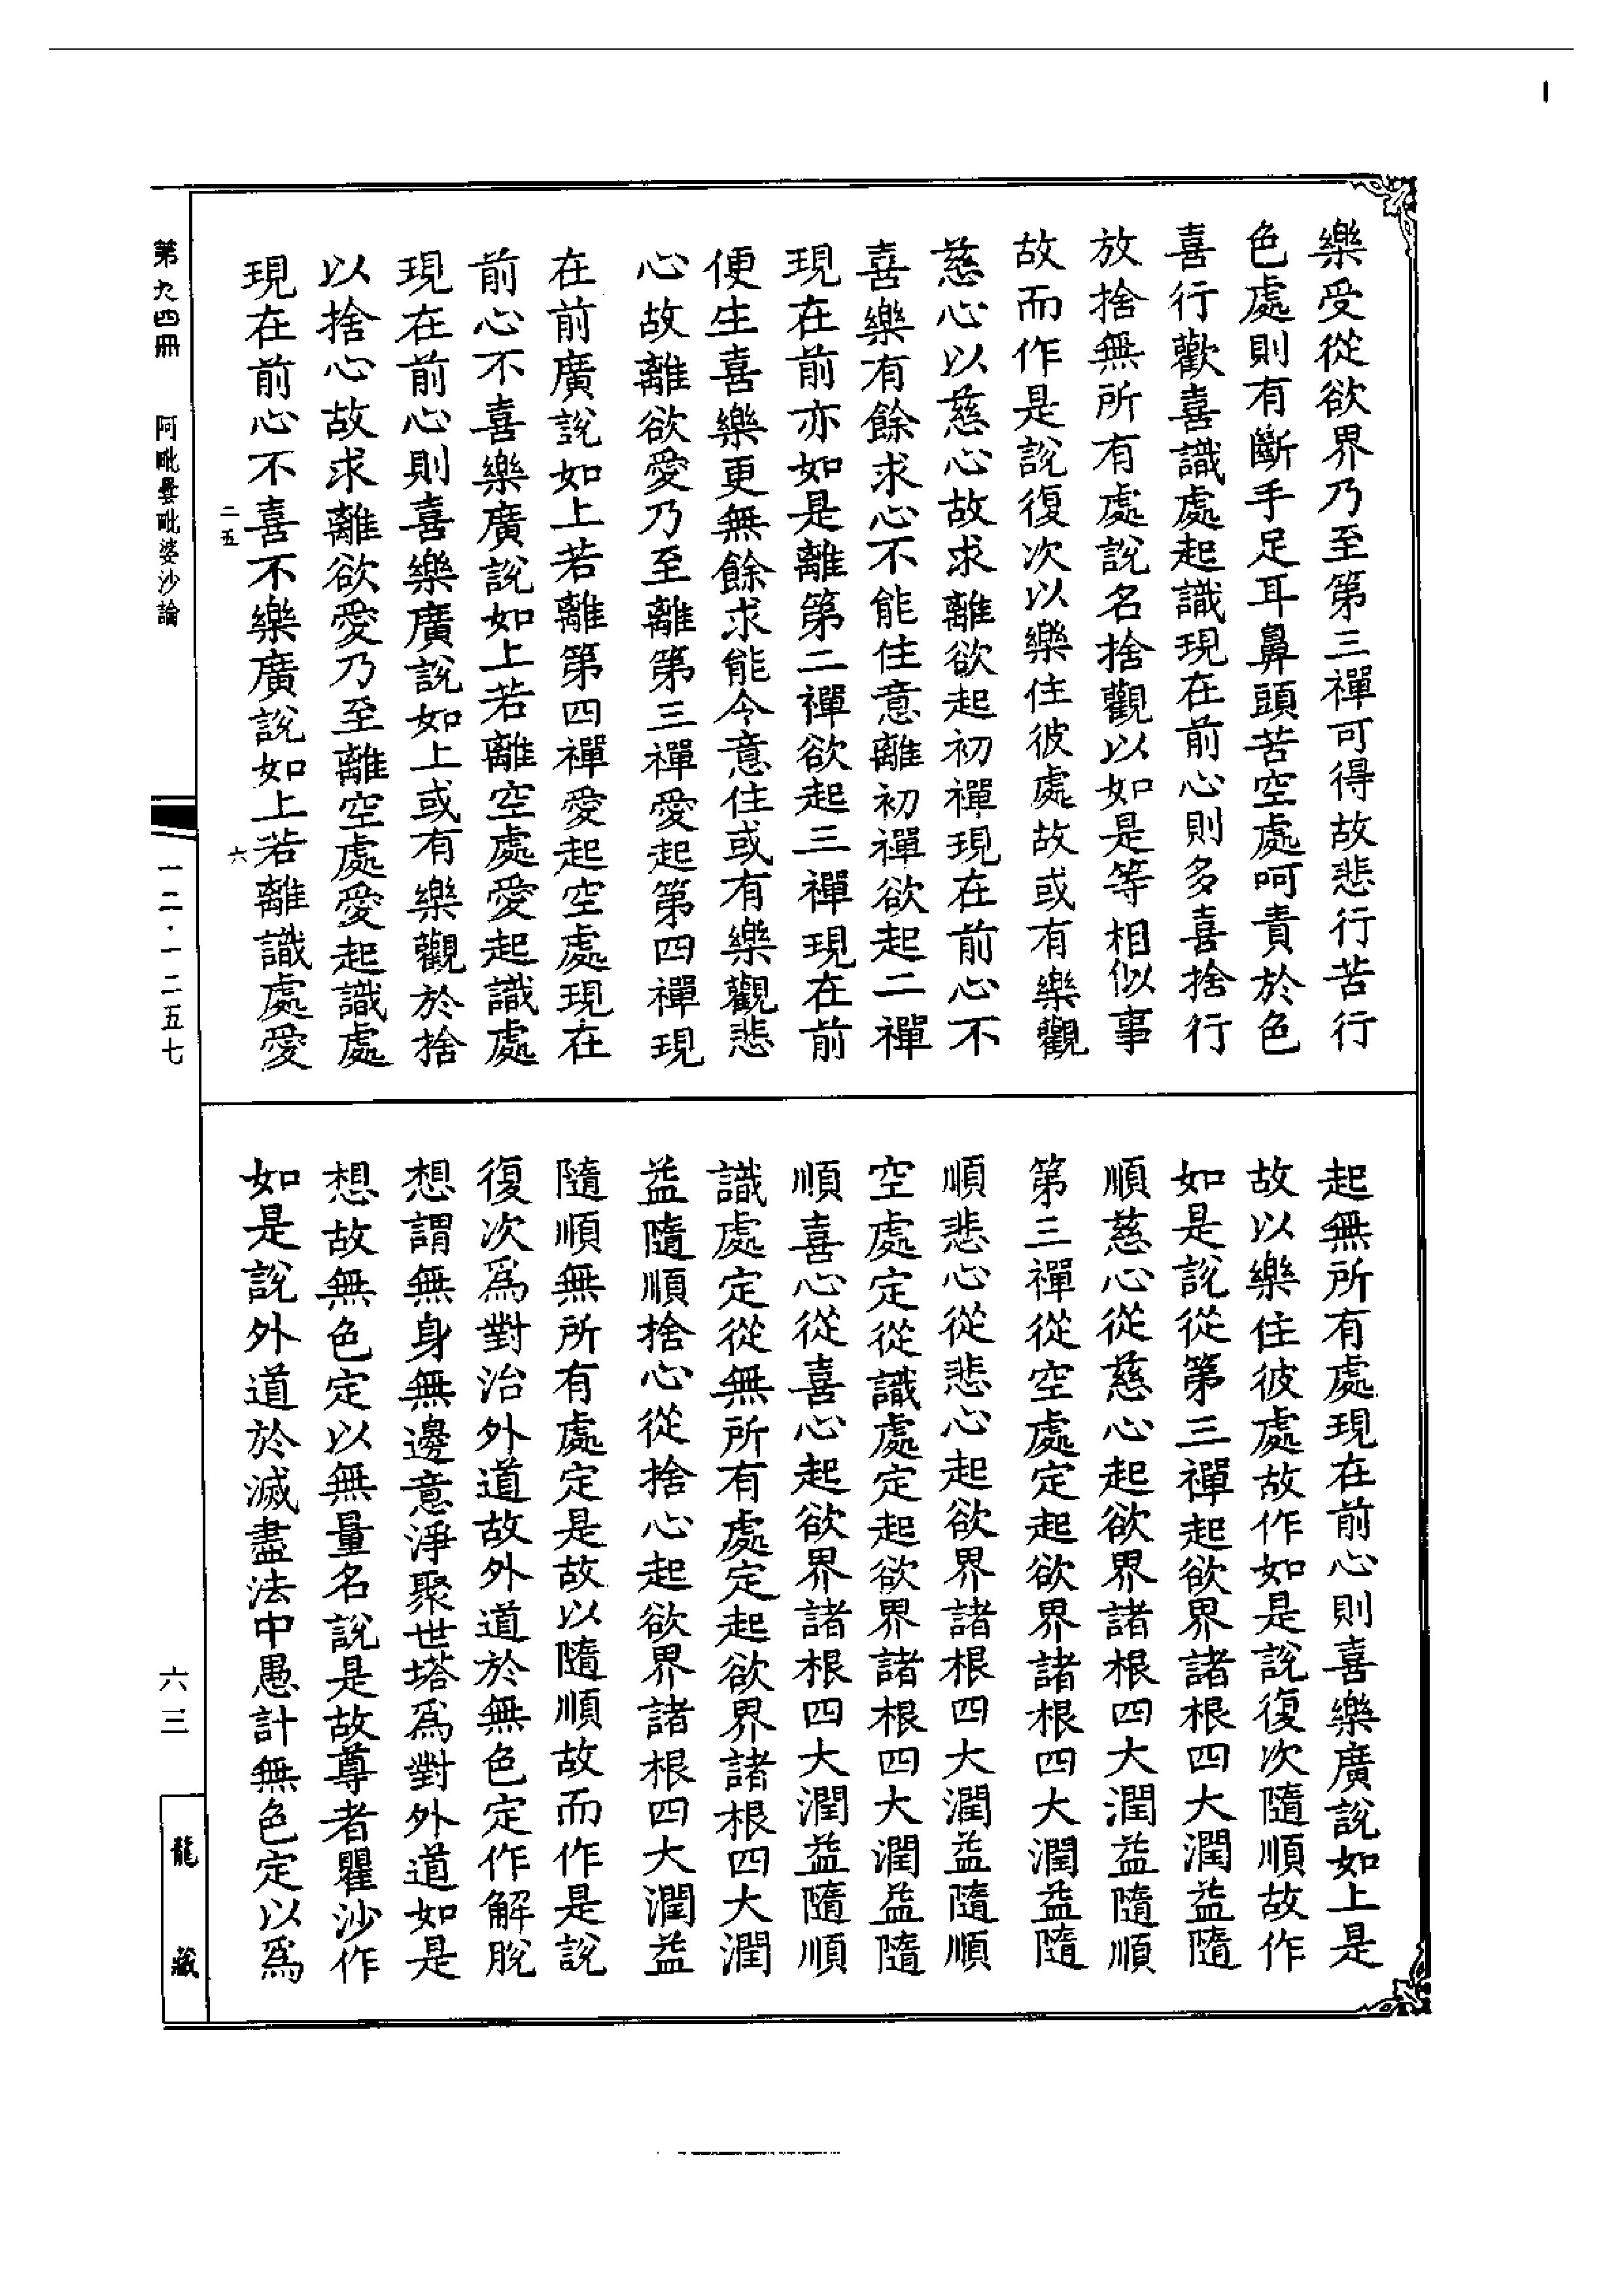 樂受從欲界乃至第三禪可得故悲行苦行
色處則有斷手足耳鼻頭苦空處呵責於色
喜行歡喜識處起識現在前心則多喜捨行
放捨無所有處說名捨觀以如是等相似事
故而作是說復次以樂住彼處故或有樂觀
慈心以慈心故求離欲起初禪現在前心不
喜樂有餘求心不能住意離初禪欲起二禪
現在前亦如是離第二禪欲起三禪現在前
便生喜樂更無餘求能令意住或有樂觀悲
心故離欲愛乃至離第三禪愛起第四禪現
在前廣說如上若離第四禪愛起空處現在
前心不喜樂廣說如上若離空處愛起識處
現在前心則喜樂廣說如上或有樂觀於捨
以捨心故求離欲愛乃至離空處愛起識處
現在前心不喜不樂廣說如上若離識處愛
二五
六
起無所有處現在前心則喜樂廣說如上是
故以樂住彼處故作如是說復次隨順故作
如是說從第三禪起欲界諸根四大潤益隨
順慈心從慈心起欲界諸根四大潤益隨順
第三禪從空處定起欲界諸根四大潤益隨
順悲心從悲心起欲界諸根四大潤益隨順
空處定從識處定起欲界諸根四大潤益隨
順喜心從喜心起欲界諸根四大潤益隨順
識處定從無所有處定起欲界諸根四大潤
益隨順捨心從捨心起欲界諸根四大潤益
隨順無所有處定是故以隨順故而作是說
復次為對治外道故外道於無色定作解脫
想謂無身無邊意淨聚世塔為對外道如是
想故無色定以無量名說是故尊者瞿沙作
如是說外道於滅盡法中愚計無色定以為
第九四冊 阿毗曇毗婆沙論
一二·一二五七
六三
龍藏